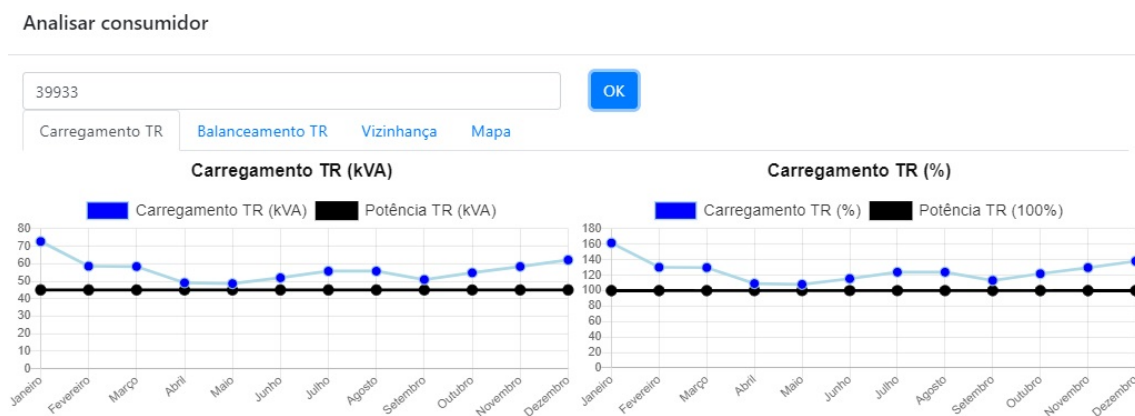 Analisar consumidor
39933
OK
Carregamento TR
Balanceamento TR
Vizinhança
Mapa
Carregamento TR (kVA)
Carregamento TR (kVA)
Potência TR (kVA)
80
70
60
50
40
30
20
10
0
Janeiro
Fevereiro
Março
Abril
Maio
Junho
Julho
Agosto
Setembro
Outubro
Novembro
Dezembro
Carregamento TR (%)
Carregamento TR (%)
Potência TR (100%)
180
160
140
120
100
80
60
40
20
0
Janeiro
Fevereiro
Março
Abril
Maio
Junho
Julho
Agosto
Setembro
Outubro
Novembro
Dezembro